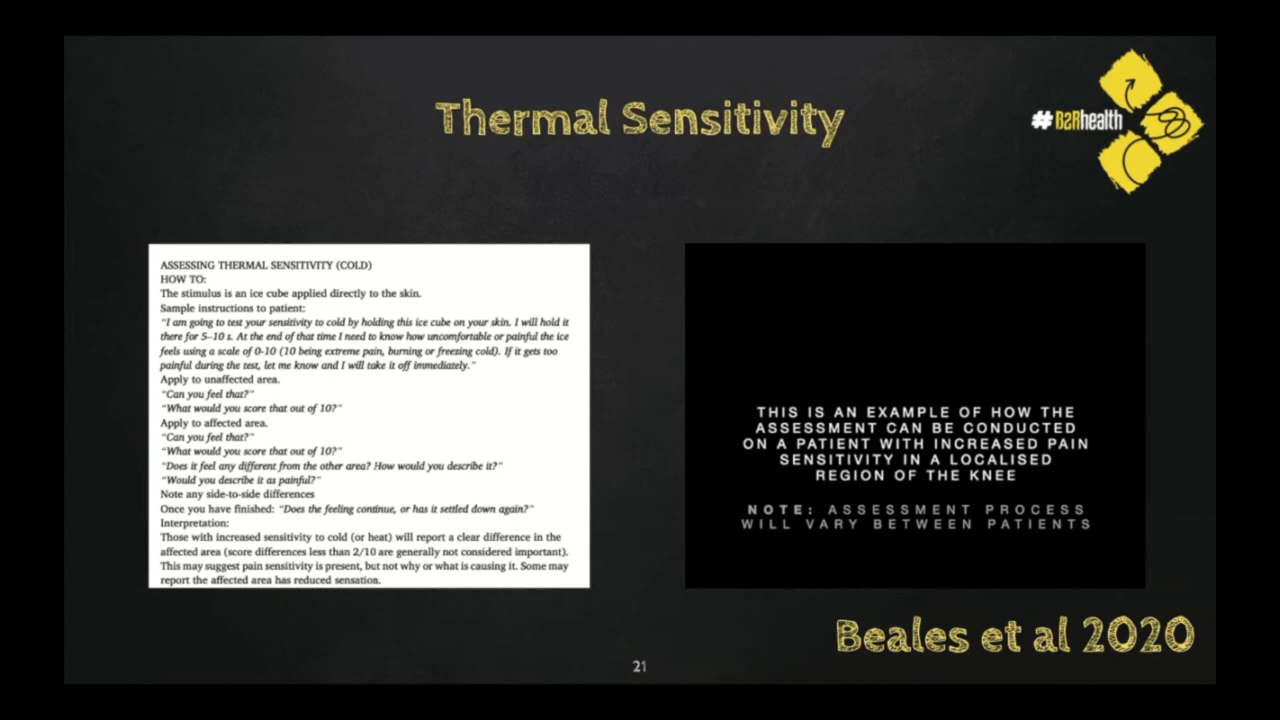 Thermal Sensitivity
# B2Rhealth
ASSESSING THERMAL SENSITIVITY (COLD)
HOW TO:
The stimulus is an ice cube applied directly to the skin.
Sample instructions to patient:
“I am going to test your sensitivity to cold by holding this ice cube on your skin. I will hold it
there for 5–10 s. At the end of that time I need to know how uncomfortable or painful the ice
feels using a scale of 0-10 (10 being extreme pain, burning or freezing cold). If it gets too
painful during the test, let me know and I will take it off immediately.”
Apply to unaffected area.
“Can you feel that?”
“What would you score that out of 10?”
Apply to affected area.
“Can you feel that?”
“What would you score that out of 10?”
“Does it feel any different from the other area? How would you describe it?”
“Would you describe it as painful?”
Note any side-to-side differences
Once you have finished: “Does the feeling continue, or has it settled down again?”
Interpretation:
Those with increased sensitivity to cold (or heat) will report a clear difference in the
affected area (score differences less than 2/10 are generally not considered important).
This may suggest pain sensitivity is present, but not why or what is causing it. Some may
report the affected area has reduced sensation.
THIS IS AN EXAMPLE OF HOW THE
ASSESSMENT CAN BE CONDUCTED
ON A PATIENT WITH INCREASED PAIN
SENSITIVITY IN A LOCALISED
REGION OF THE KNEE
NOTE: ASSESSMENT PROCESS
WILL VARY BETWEEN PATIENTS
Beales et al 2020
21